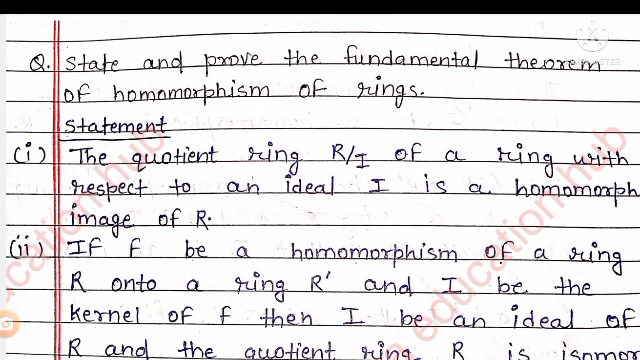 Q. State and prove the fundamental theorem
of homomorphism of rings.
Statement
(i) The quotient ring R/I of a ring with
respect to an ideal I is a homomorph
image of R.
(ii) If f be a homomorphism of a ring
R onto a ring R' and I be the
kernel of f then I be an ideal of
R and the quotient ring R is isomor
education hub